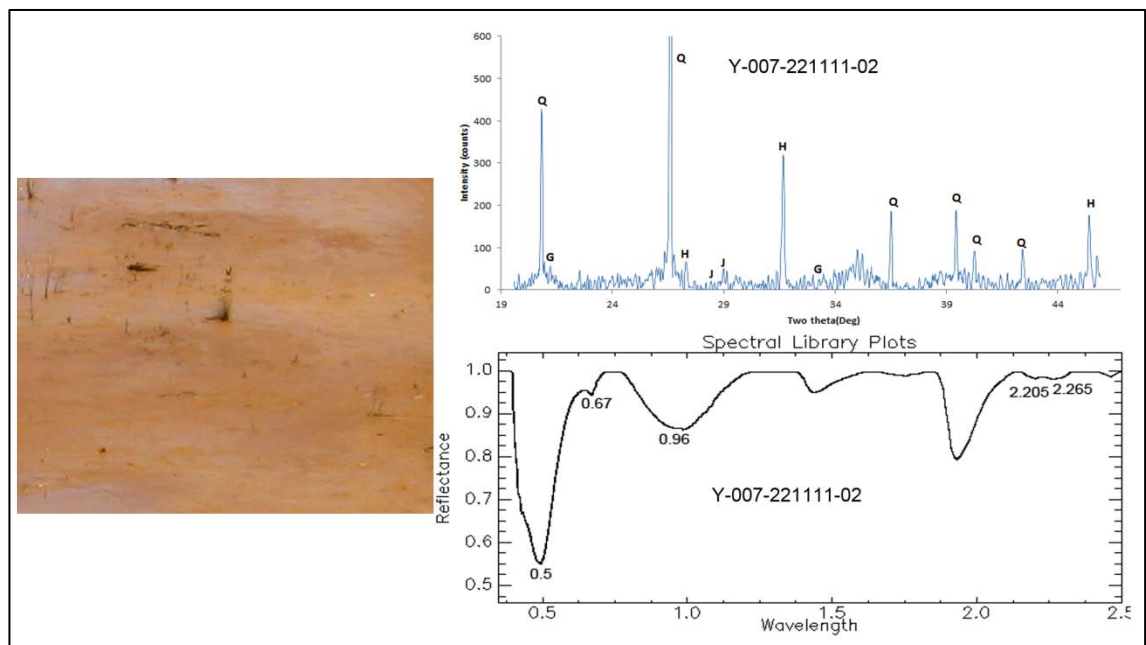 600
500
400
300
200
100
0
Intensity (counts)
Y-007-221111-02
Q
Q
G
H
H
J
J
G
Q
Q
Q
Q
H
19 24 29 34 39 44
Two theta(Deg)
Spectral Library Plots
1.0
0.9
0.8
0.7
0.6
0.5
Reflectance
0.67
0.96
2.205 2.265
0.5
Y-007-221111-02
0.5 1.0 1.5 2.0 2.5
Wavelength